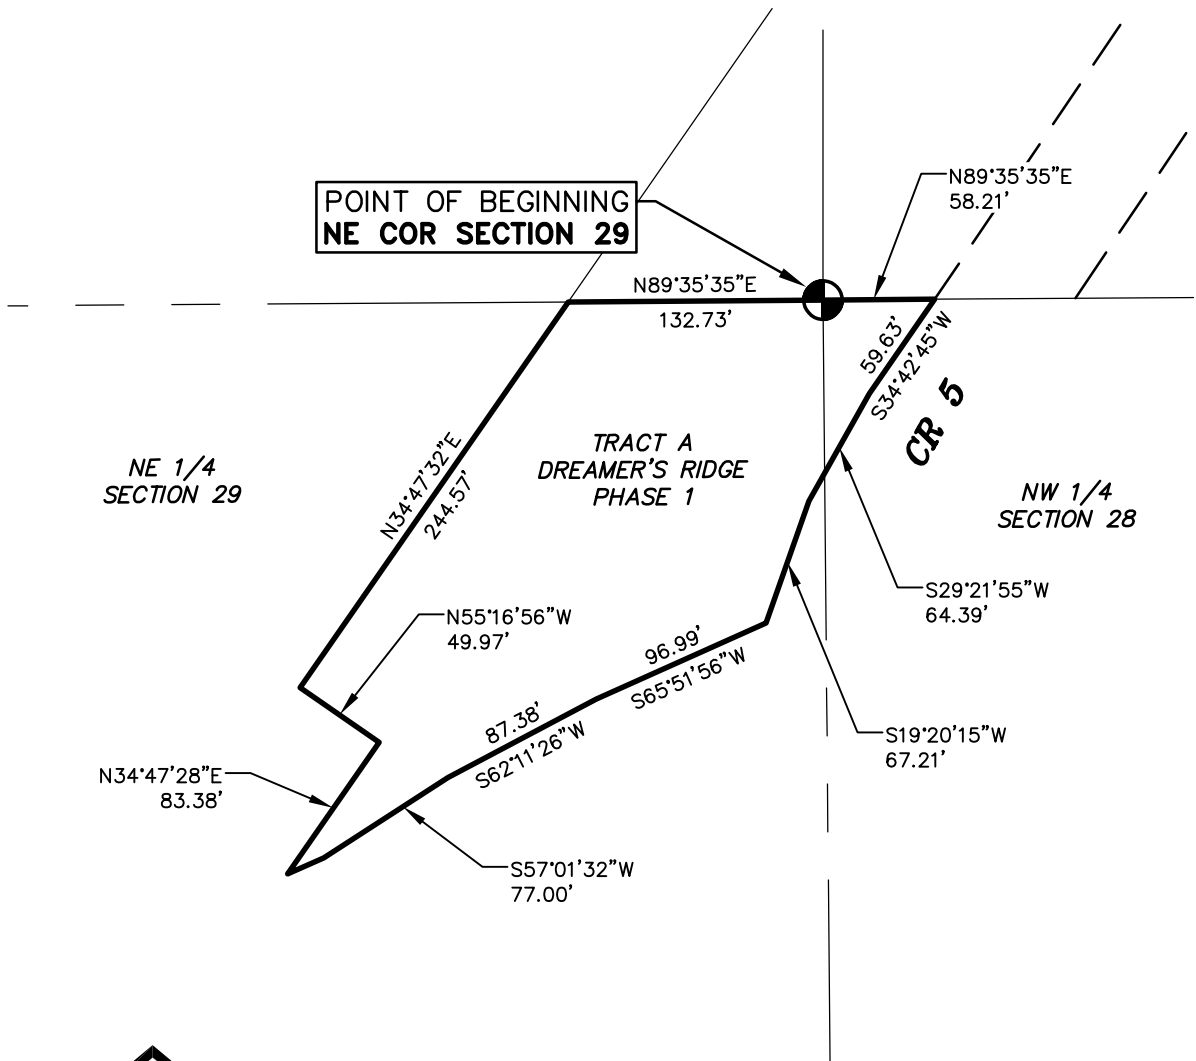 N89°35'35"E
58.21'
POINT OF BEGINNING
NE COR SECTION 29
N89°35'35"E
132.73'
59.63'
S34°42'45"W
CR 5
TRACT A
DREAMER'S RIDGE
PHASE 1
NE 1/4
SECTION 29
N34°47'32"E
244.57'
NW 1/4
SECTION 28
S29°21'55"W
64.39'
N55°16'56"W
49.97'
96.99'
S65°51'56"W
87.38'
S62°11'26"W
S19°20'15"W
67.21'
N34°47'28"E
83.38'
S57°01'32"W
77.00'